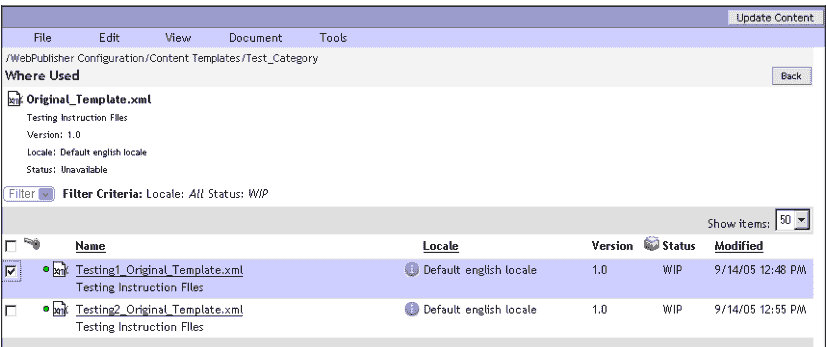 Update Content
File Edit View Document Tools
/WebPublisher Configuration/Content Templates/Test_Category
Where Used
Back
Original_Template.xml
Testing Instruction Files
Version: 1.0
Locale: Default english locale
Status: Unavailable
Filter Filter Criteria: Locale: All Status: WIP
Show items: 50
Name Locale Version Status Modified
Testing1_Original_Template.xml Default english locale 1.0 WIP 9/14/05 12:48 PM
Testing Instruction Files
Testing2_Original_Template.xml Default english locale 1.0 WIP 9/14/05 12:55 PM
Testing Instruction Files